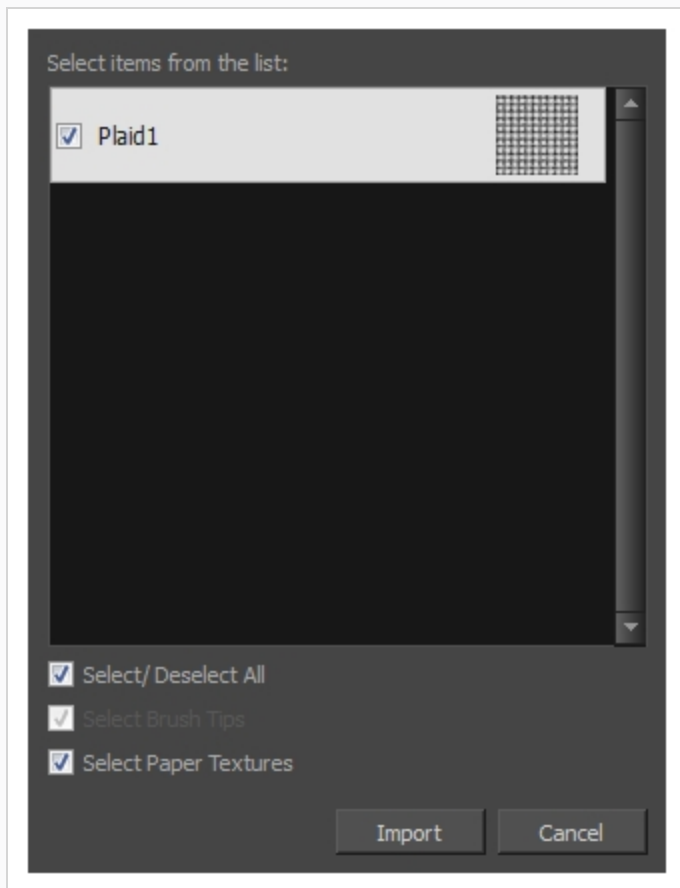 Select items from the list:
Plaid1
Select/ Deselect All
Select Brush Tips
Select Paper Textures
Import Cancel